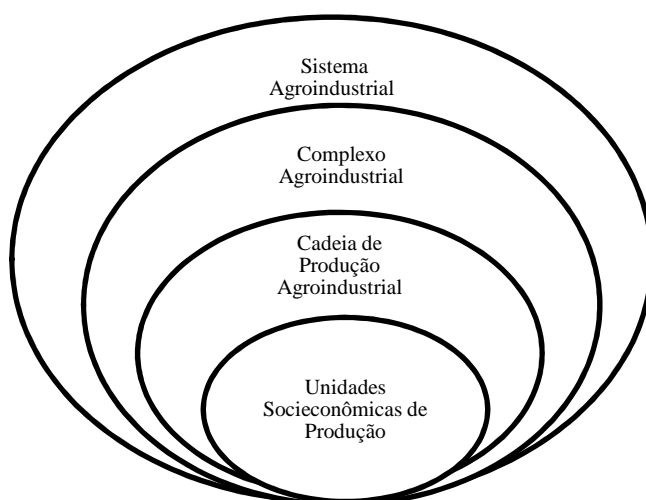 Sistema
Agroindustrial
Complexo
Agroindustrial
Cadeia de
Produção
Agroindustrial
Unidades
Socieconômicas de
Produção